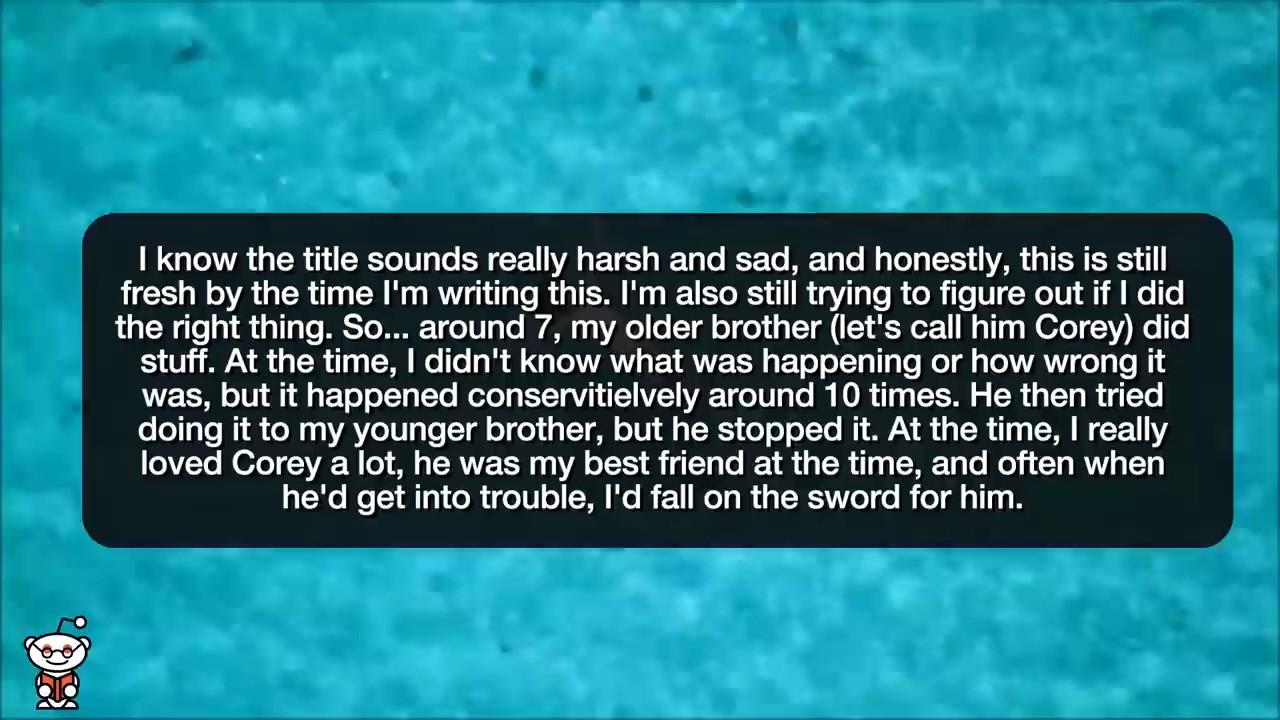 I know the title sounds really harsh and sad, and honestly, this is still
fresh by the time I'm writing this. I'm also still trying to figure out if I did
the right thing. So... around 7, my older brother (let's call him Corey) did
stuff. At the time, I didn't know what was happening or how wrong it
was, but it happened conservitielvely around 10 times. He then tried
doing it to my younger brother, but he stopped it. At the time, I really
loved Corey a lot, he was my best friend at the time, and often when
he'd get into trouble, I'd fall on the sword for him.